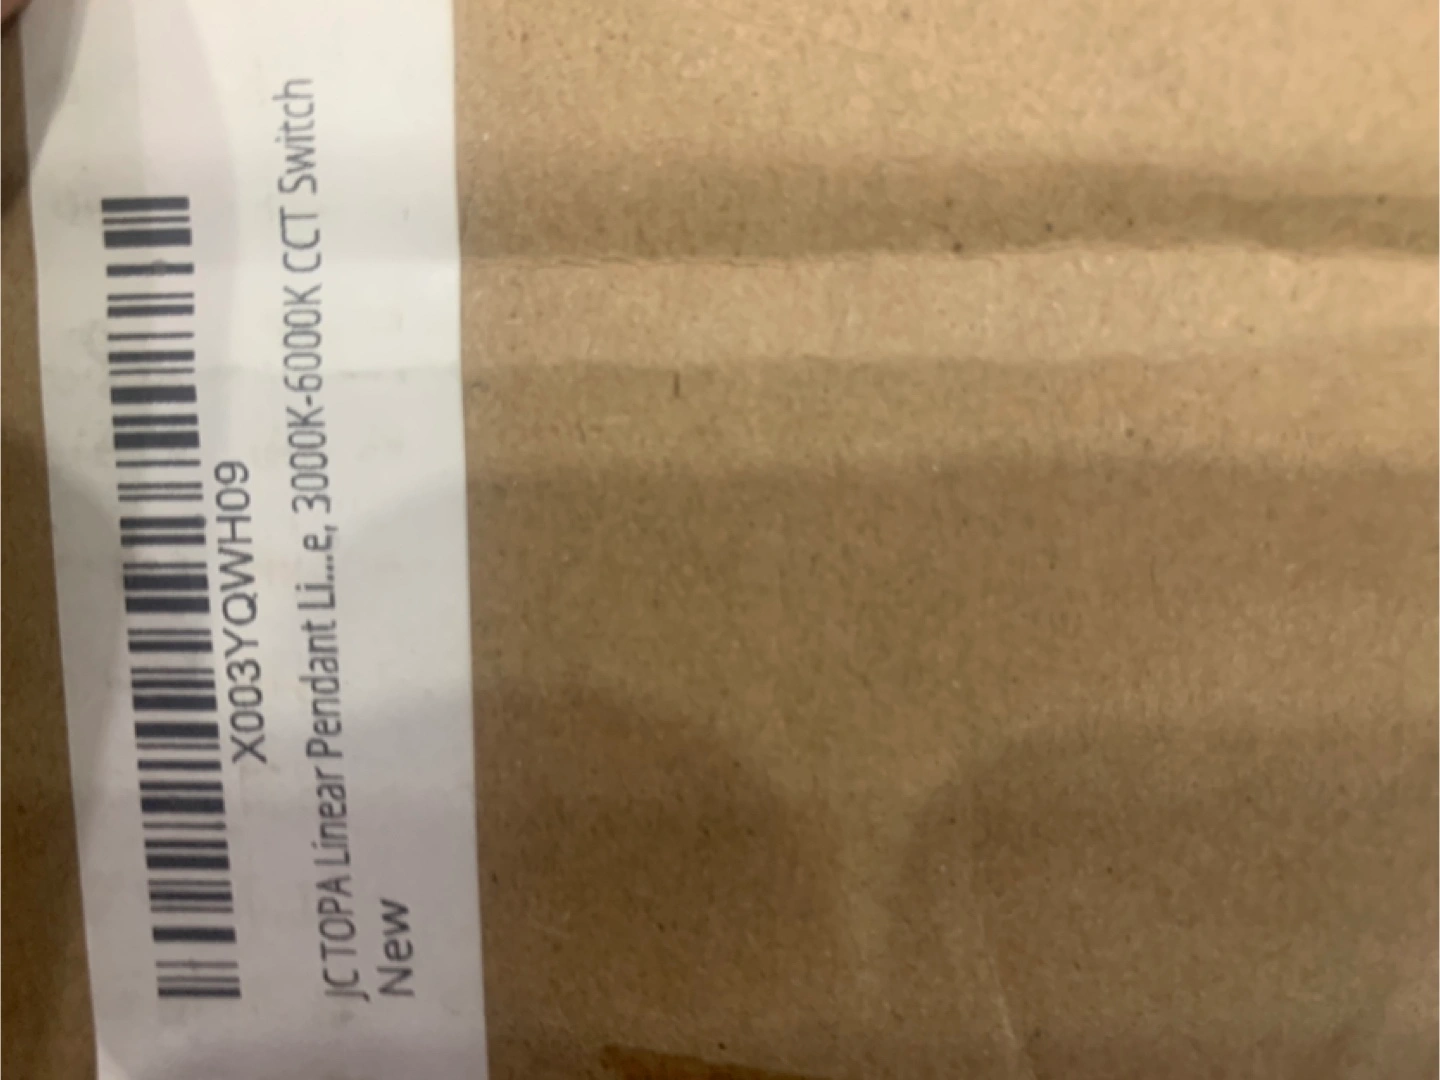 X003YQWH09
JCTOPA Linear Pendant Li...e, 3000K-6000K CCT Switch
New